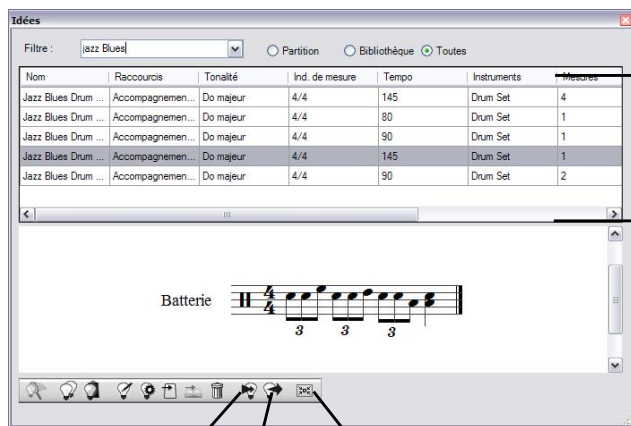 Idées
Filtre : jazz Blues Partition Bibliothèque Toutes
Nom Raccourcis Tonalité Ind. de mesure Tempo Instruments Mesures
Jazz Blues Drum ... Accompagnemen... Do majeur 4/4 145 Drum Set 4
Jazz Blues Drum ... Accompagnemen... Do majeur 4/4 80 Drum Set 1
Jazz Blues Drum ... Accompagnemen... Do majeur 4/4 90 Drum Set 1
Jazz Blues Drum ... Accompagnemen... Do majeur 4/4 145 Drum Set 1
Jazz Blues Drum ... Accompagnemen... Do majeur 4/4 90 Drum Set 2
Batterie 4 4
3 3 3